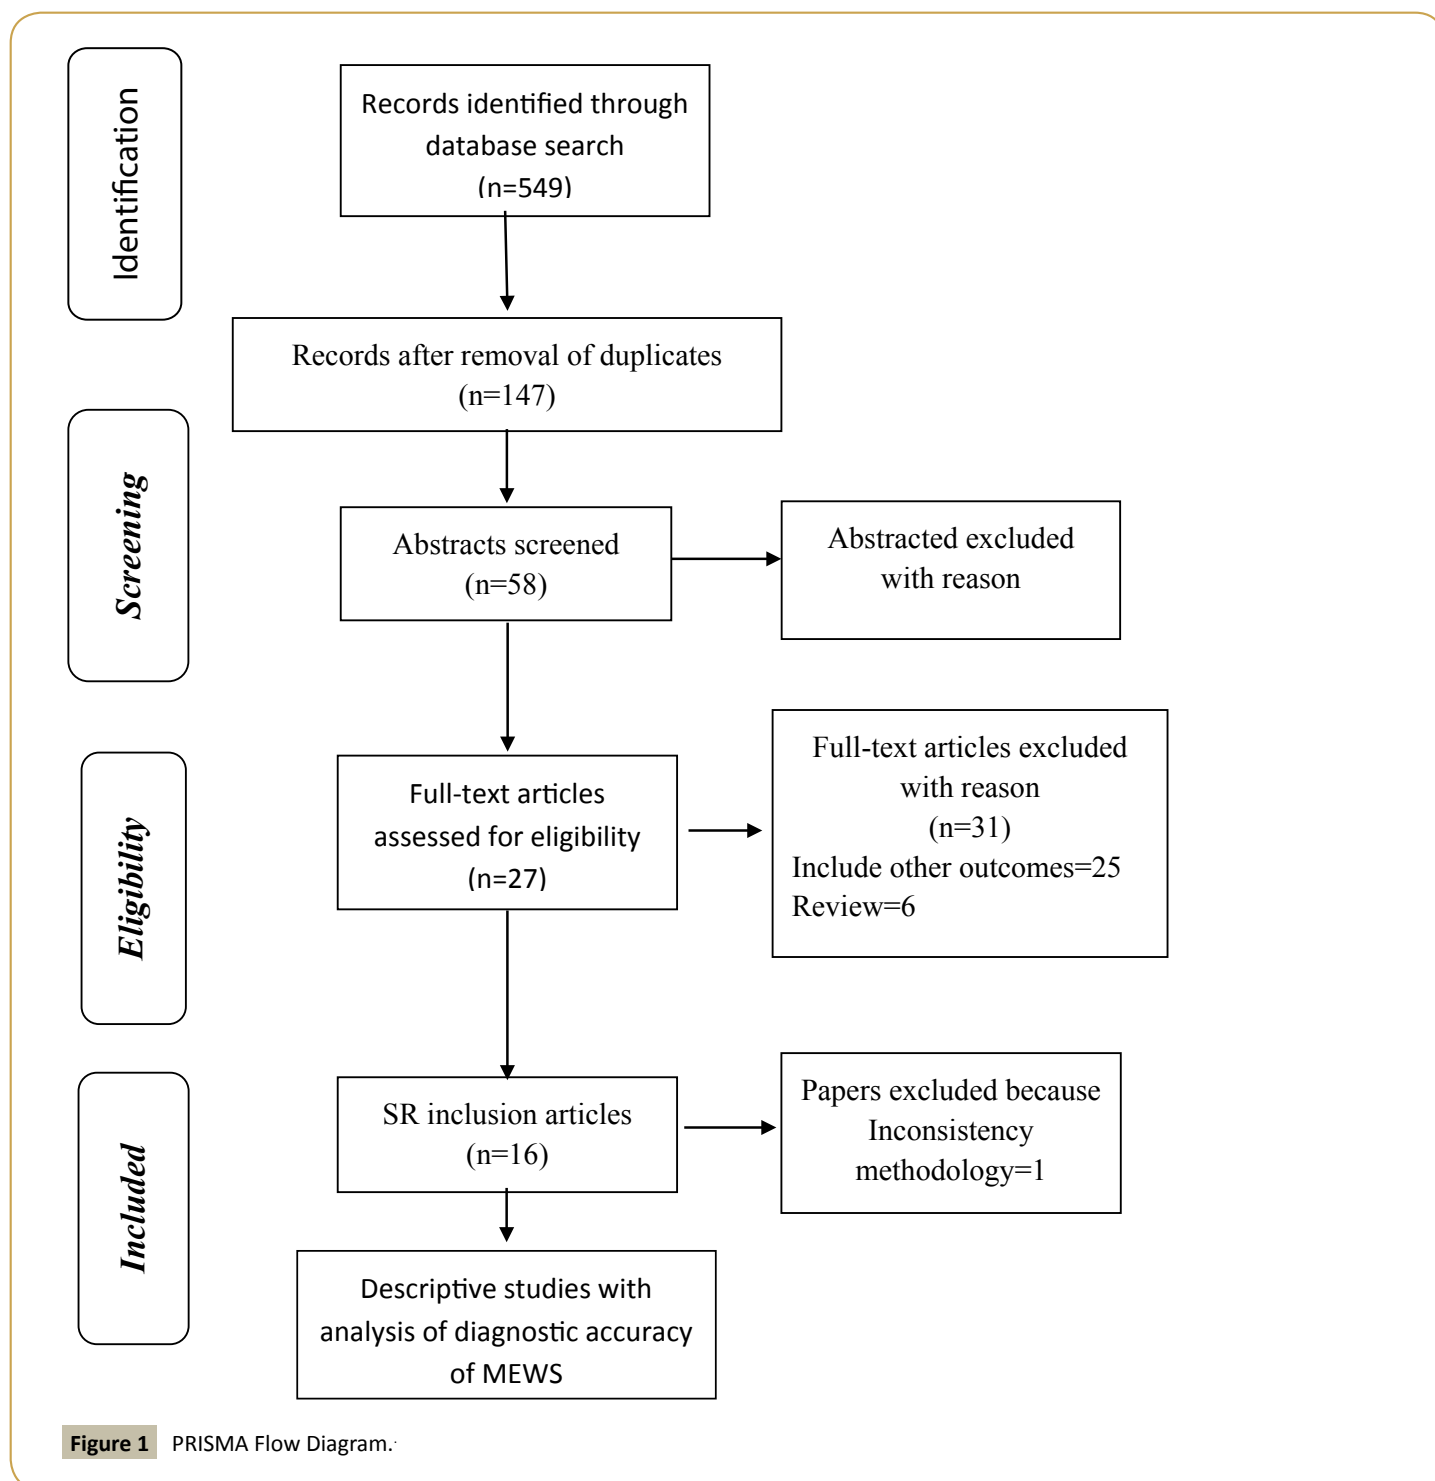 Identification
Records identified through
database search
(n=549)
Records after removal of duplicates
(n=147)
Screening
Abstracts screened
(n=58)
Abstracted excluded
with reason
Eligibility
Full-text articles
assessed for eligibility
(n=27)
Full-text articles excluded
with reason
(n=31)
Include other outcomes=25
Review=6
Included
SR inclusion articles
(n=16)
Papers excluded because
Inconsistency
methodology=1
Descriptive studies with
analysis of diagnostic accuracy
of MEWS
Figure 1 PRISMA Flow Diagram.